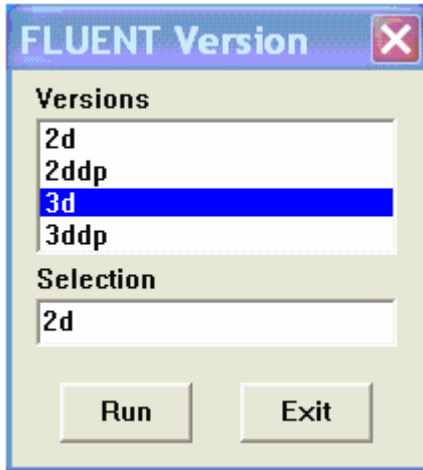 FLUENT Version
Versions
2d
2ddp
3d
3ddp
Selection
2d
Run Exit